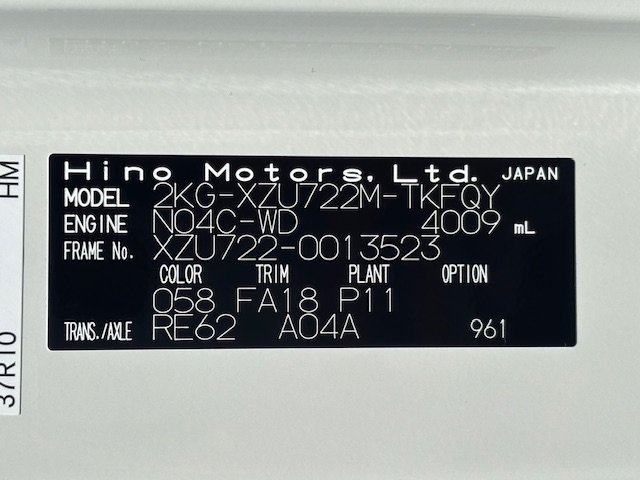 Hino Motors, Ltd. JAPAN
MODEL 2KG-XZU722M-TKFQY
ENGINE N04C-WD 4009 mL
FRAME No. XZU722-0013523
COLOR TRIM PLANT OPTION
058 FA18 P11
TRANS./AXLE RE62 A04A 961
37R10 HM